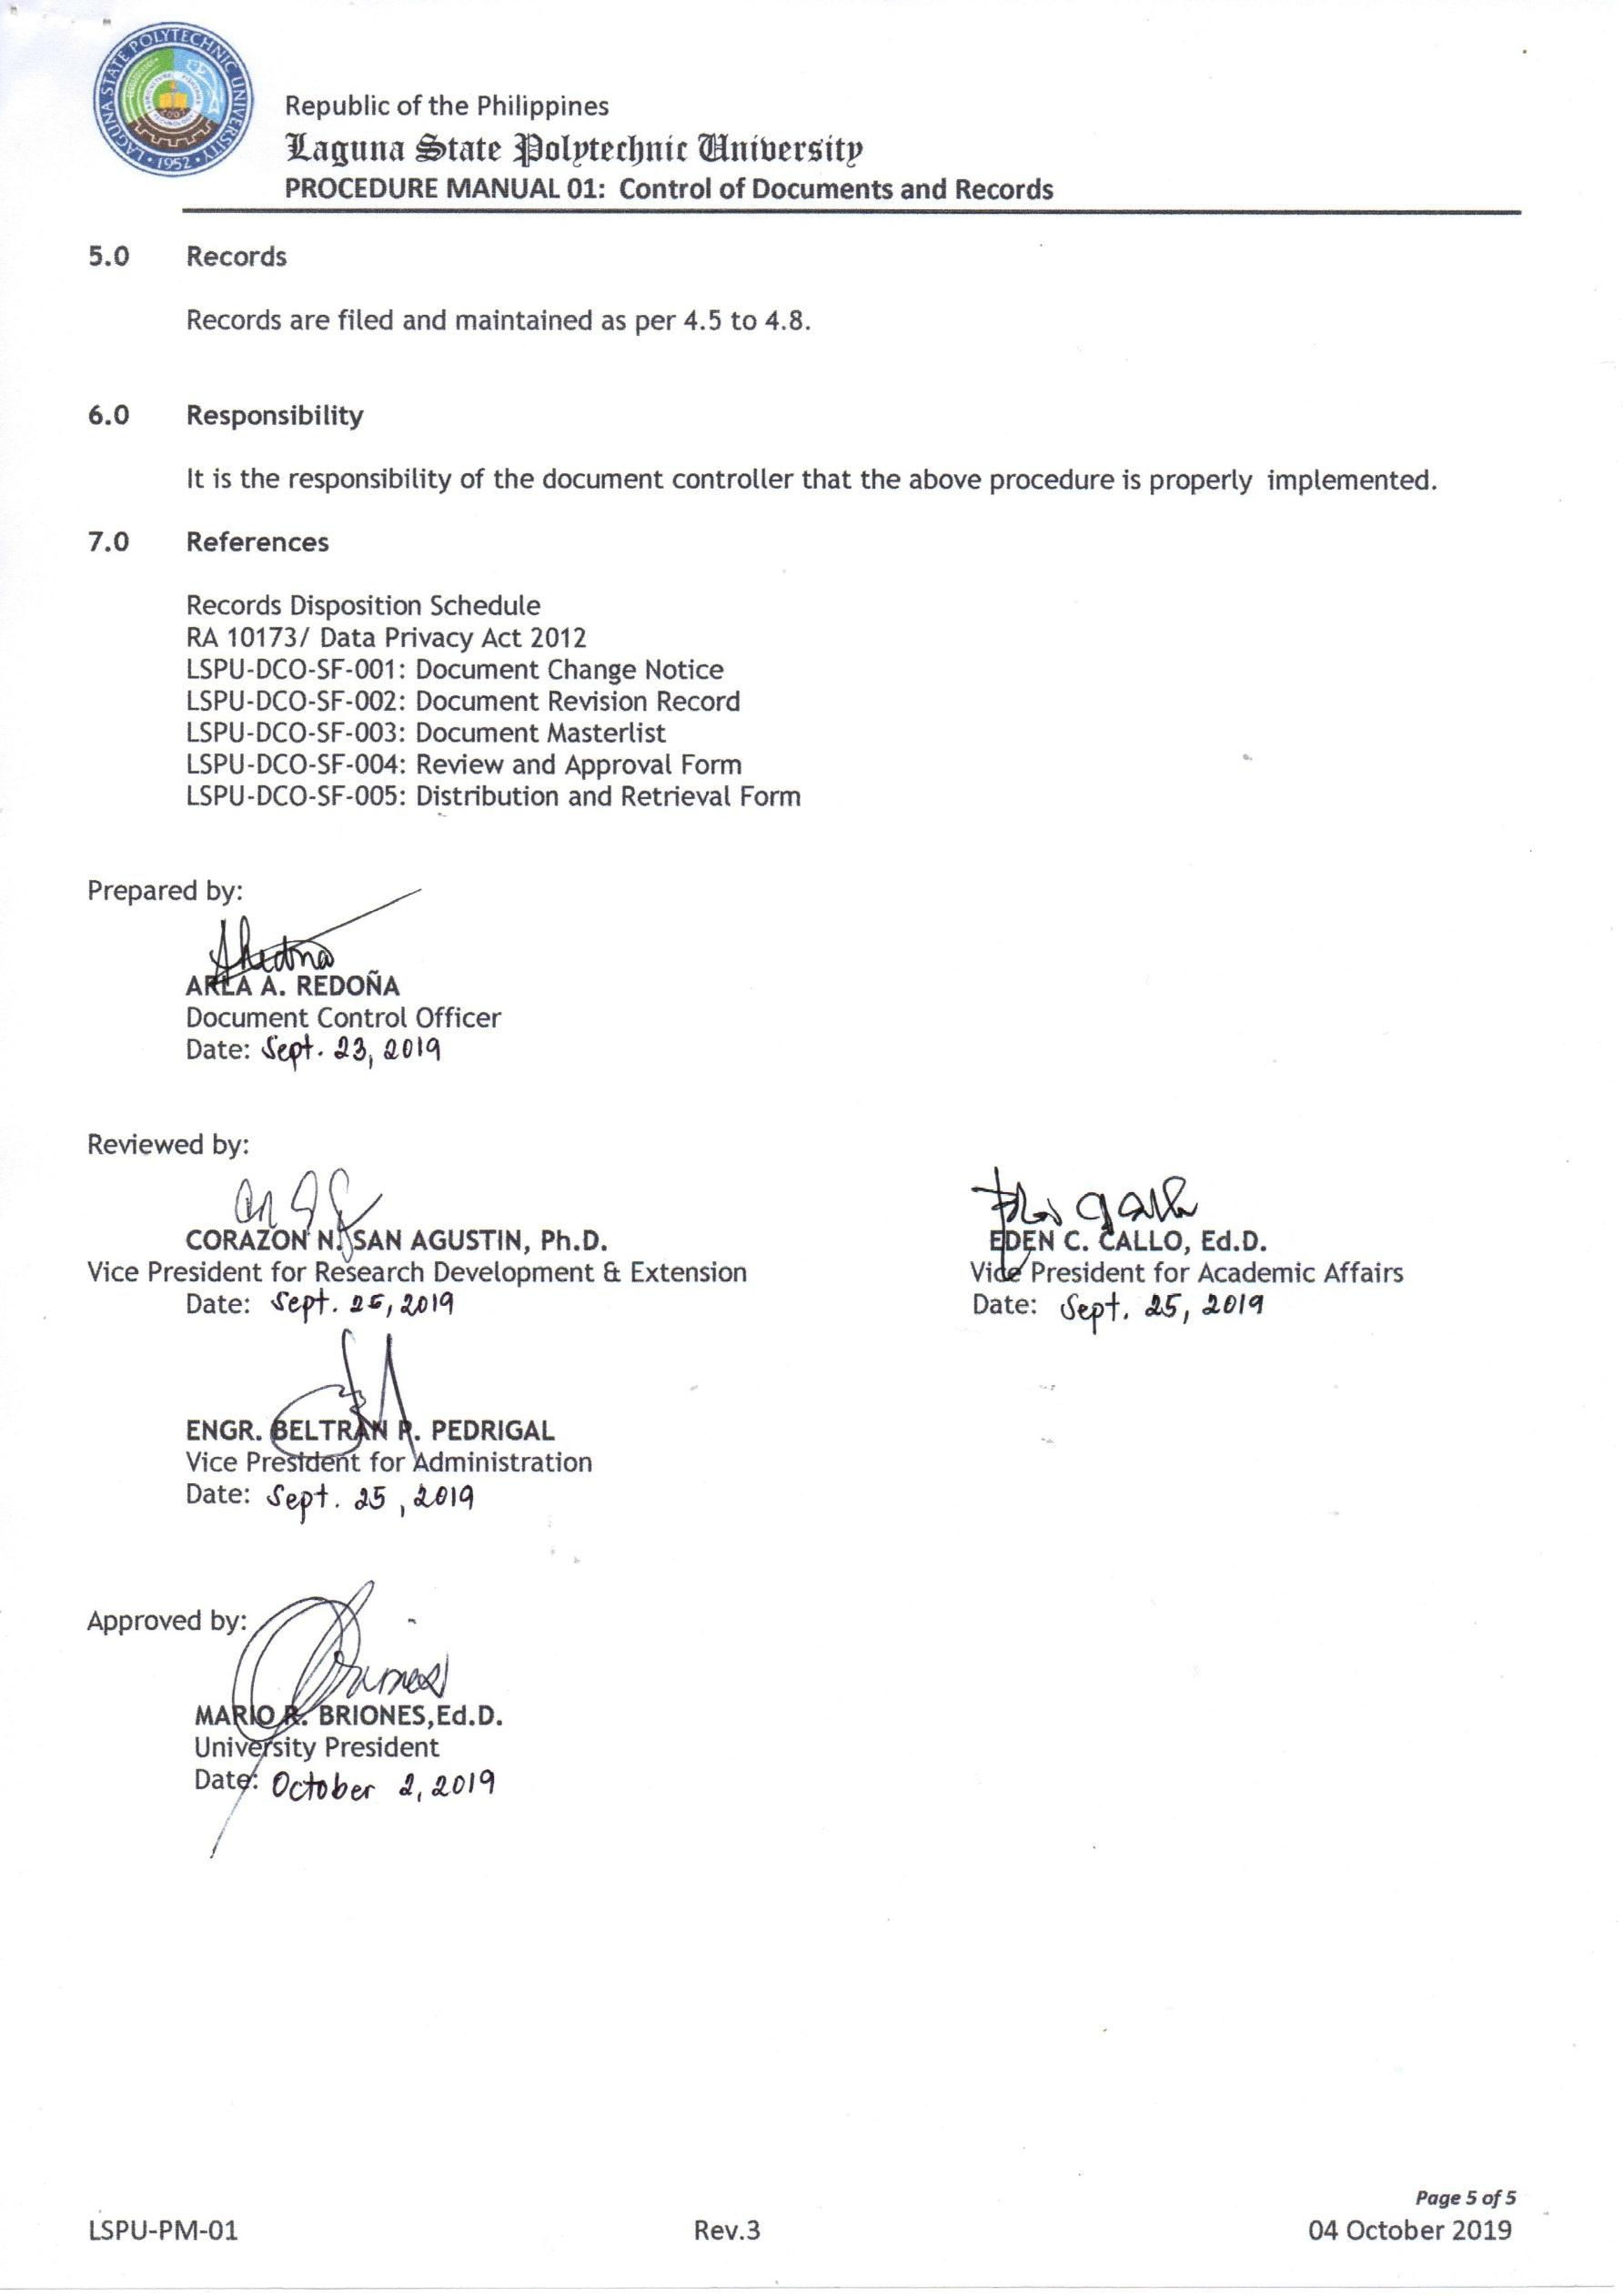 LAGUNA STATE POLYTECHNIC UNIVERSITY
1952
Republic of the Philippines
Laguna State Polytechnic University
PROCEDURE MANUAL 01: Control of Documents and Records
5.0 Records
Records are filed and maintained as per 4.5 to 4.8.
6.0 Responsibility
It is the responsibility of the document controller that the above procedure is properly implemented.
7.0 References
Records Disposition Schedule
RA 10173/ Data Privacy Act 2012
LSPU-DCO-SF-001: Document Change Notice
LSPU-DCO-SF-002: Document Revision Record
LSPU-DCO-SF-003: Document Masterlist
LSPU-DCO-SF-004: Review and Approval Form
LSPU-DCO-SF-005: Distribution and Retrieval Form
Prepared by:
ARLA A. REDOÑA
Document Control Officer
Date: Sept. 23, 2019
Reviewed by:
CORAZON N. SAN AGUSTIN, Ph.D. EDEN C. CALLO, Ed.D.
Vice President for Research Development & Extension Vice President for Academic Affairs
Date: Sept. 25, 2019 Date: Sept. 25, 2019
ENGR. BELTRAN P. PEDRIGAL
Vice President for Administration
Date: Sept. 25, 2019
Approved by:
MARIO R. BRIONES,Ed.D.
University President
Date: October 2, 2019
Page 5 of 5
LSPU-PM-01 Rev.3 04 October 2019